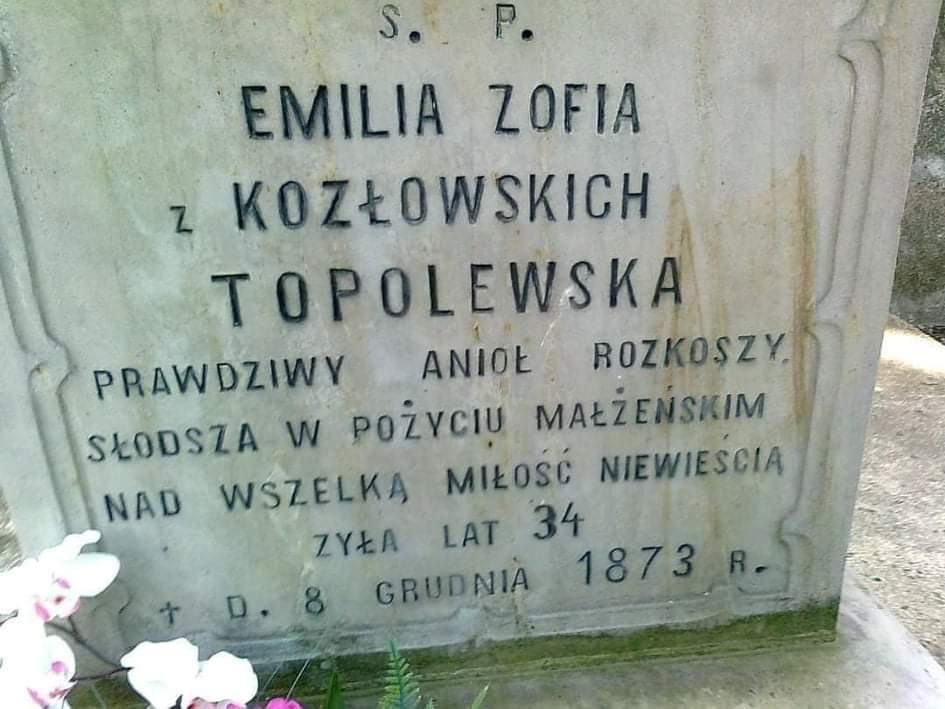 S. P.
EMILIA ZOFIA
z KOZŁOWSKICH
TOPOLEWSKA
PRAWDZIWY ANIOŁ ROZKOSZY.
SŁODSZA W POŻYCIU MAŁŻEŃSKIM
NAD WSZELKĄ MIŁOŚĆ NIEWIEŚCIĄ
ZYŁA LAT 34
† D. 8 GRUDNIA 1873 R.